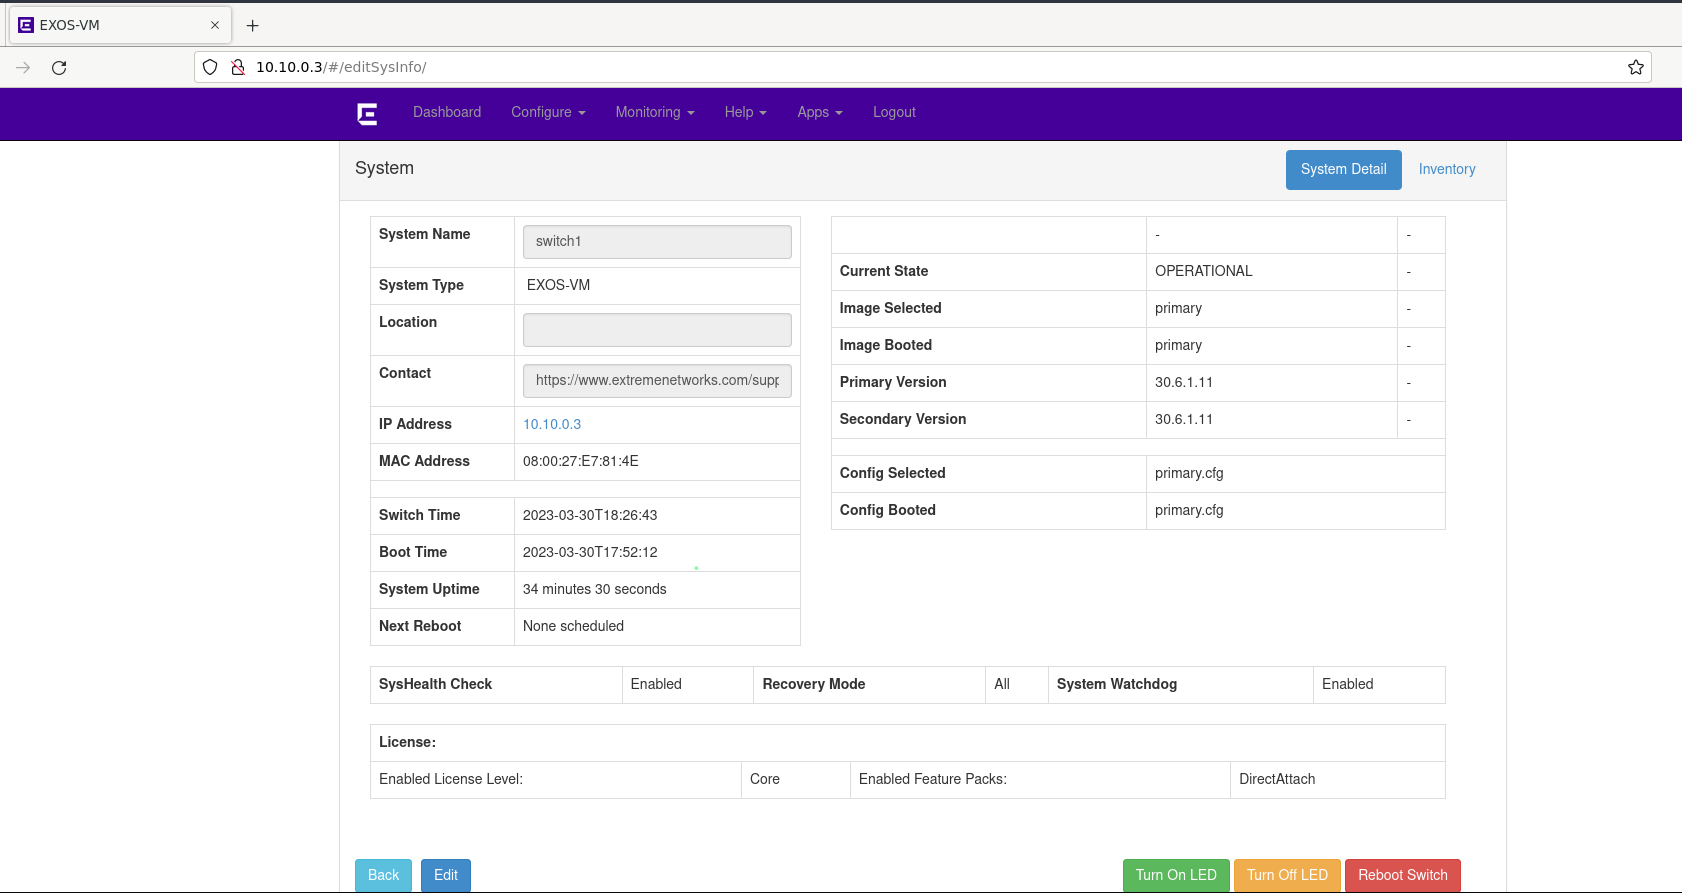 EXOS-VM
10.10.0.3/#/editSysInfo/
Dashboard Configure Monitoring Help Apps Logout
System System Detail Inventory
System Name switch1
System Type EXOS-VM
Location
Contact https://www.extremenetworks.com/supp
IP Address 10.10.0.3
MAC Address 08:00:27:E7:81:4E
Switch Time 2023-03-30T18:26:43
Boot Time 2023-03-30T17:52:12
System Uptime 34 minutes 30 seconds
Next Reboot None scheduled
- -
Current State OPERATIONAL -
Image Selected primary -
Image Booted primary -
Primary Version 30.6.1.11 -
Secondary Version 30.6.1.11 -
Config Selected primary.cfg
Config Booted primary.cfg
SysHealth Check Enabled Recovery Mode All System Watchdog Enabled
License:
Enabled License Level: Core Enabled Feature Packs: DirectAttach
Back Edit Turn On LED Turn Off LED Reboot Switch